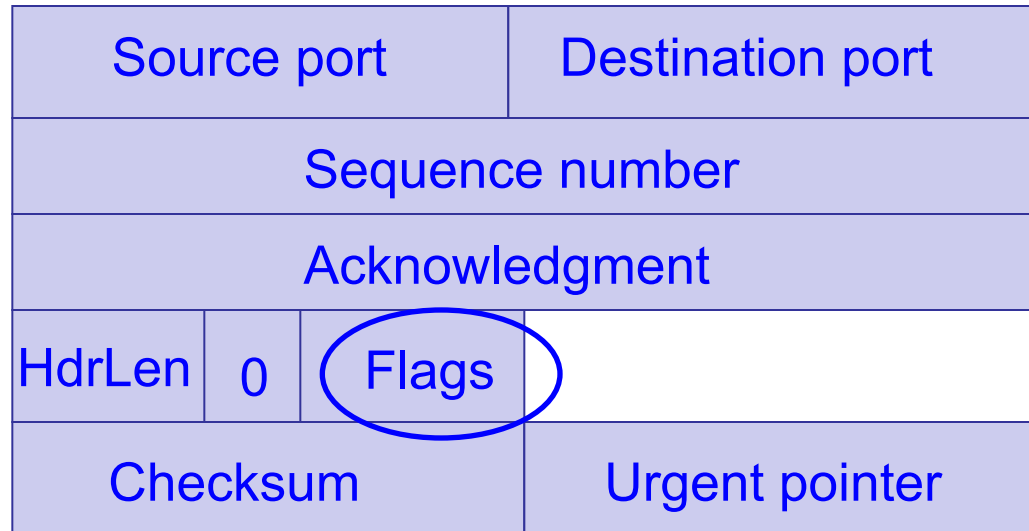 Source port Destination port
Sequence number
Acknowledgment
HdrLen 0 Flags
Checksum Urgent pointer